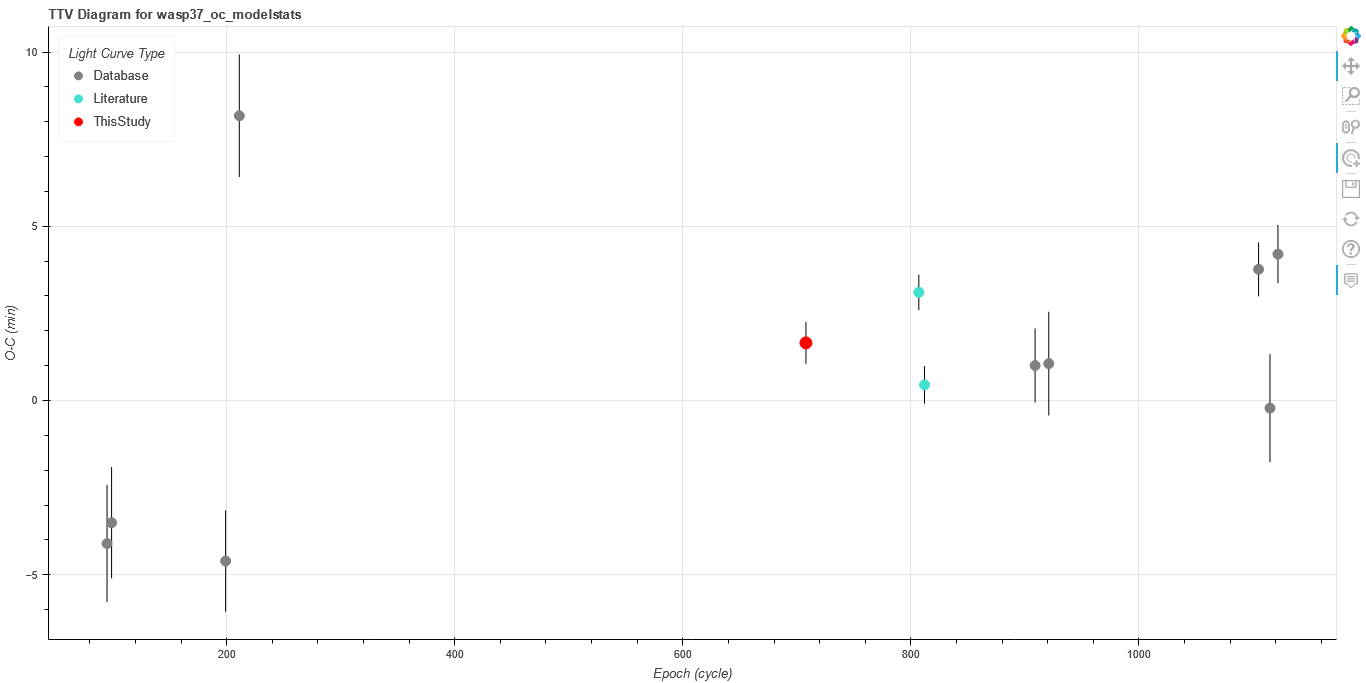 TTV Diagram for wasp37_oc_modelstats
Light Curve Type
Database
Literature
ThisStudy
10
5
0
−5
O-C (min)
200
400
600
800
1000
Epoch (cycle)